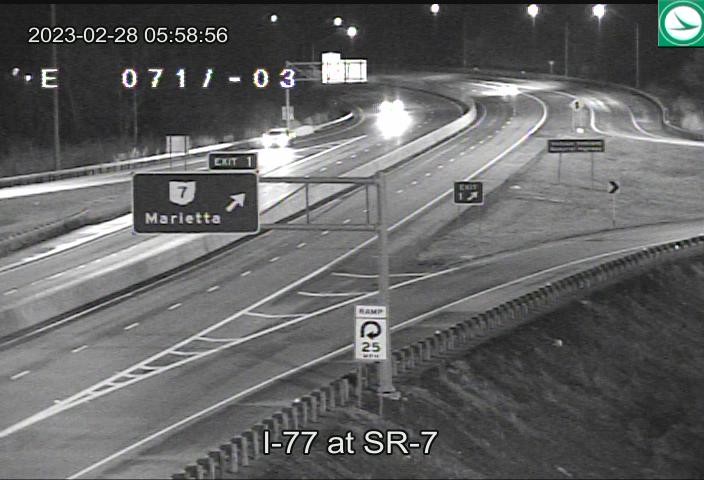 2023-02-28 05:58:56
E 071/-03
EXIT 1
7
Marietta
EXIT
1
RAMP
25
MPH
I-77 at SR-7